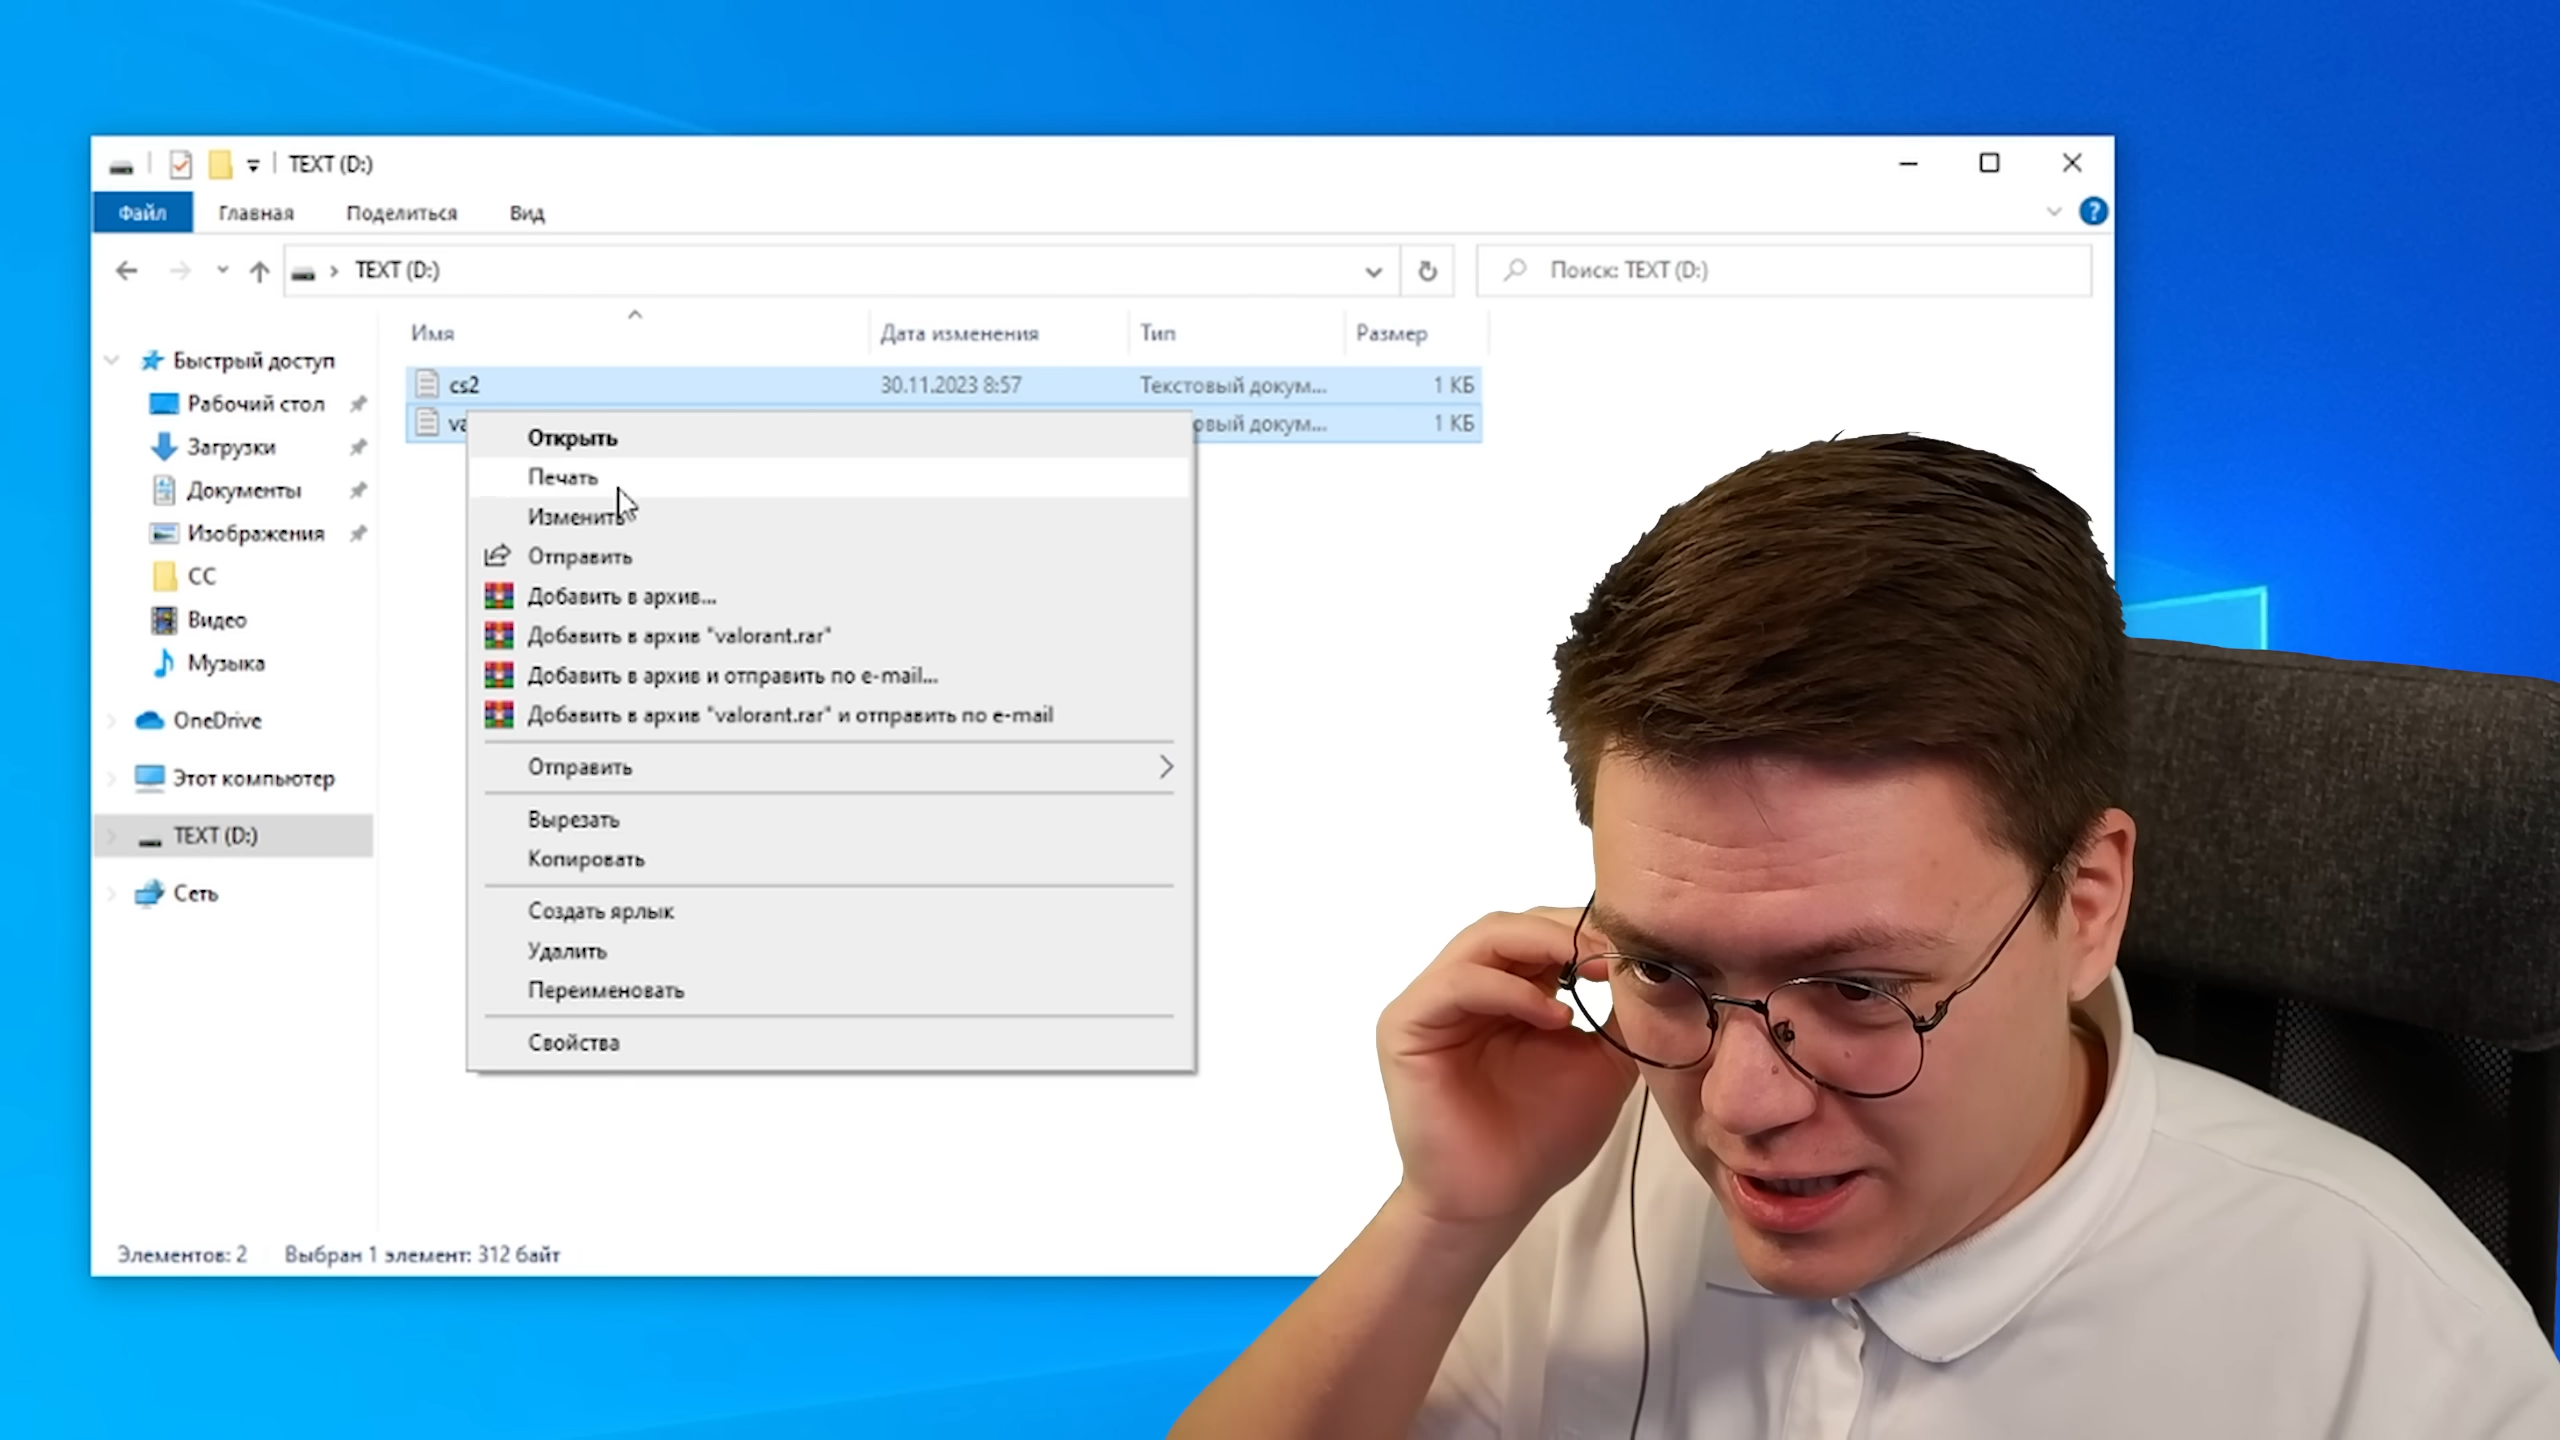 TEXT (D:)
Файл Главная Поделиться Вид
?
TEXT (D:)
Поиск: TEXT (D:)
Имя Дата изменения Тип Размер
Быстрый доступ
Рабочий стол
Загрузки
Документы
Изображения
CC
Видео
Музыка
OneDrive
Этот компьютер
TEXT (D:)
Сеть
cs2 30.11.2023 8:57 Текстовый докум... 1 КБ
va овый докум... 1 КБ
Открыть
Печать
Изменить
Отправить
Добавить в архив...
Добавить в архив "valorant.rar"
Добавить в архив и отправить по e-mail...
Добавить в архив "valorant.rar" и отправить по e-mail
Отправить
Вырезать
Копировать
Создать ярлык
Удалить
Переименовать
Свойства
Элементов: 2 Выбран 1 элемент: 312 байт